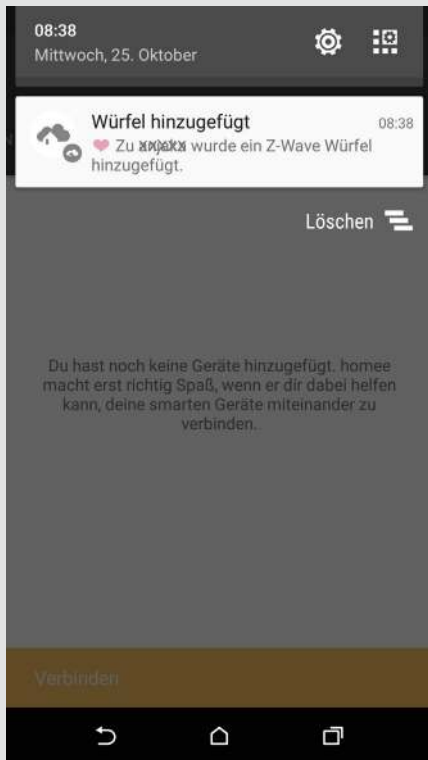 08:38
Mittwoch, 25. Oktober
Würfel hinzugefügt 08:38
Zu wurde ein Z-Wave Würfel
hinzugefügt.
Löschen
Du hast noch keine Geräte hinzugefügt. homee
macht erst richtig Spaß, wenn er dir dabei helfen
kann, deine smarten Geräte miteinander zu
verbinden.
Verbinden